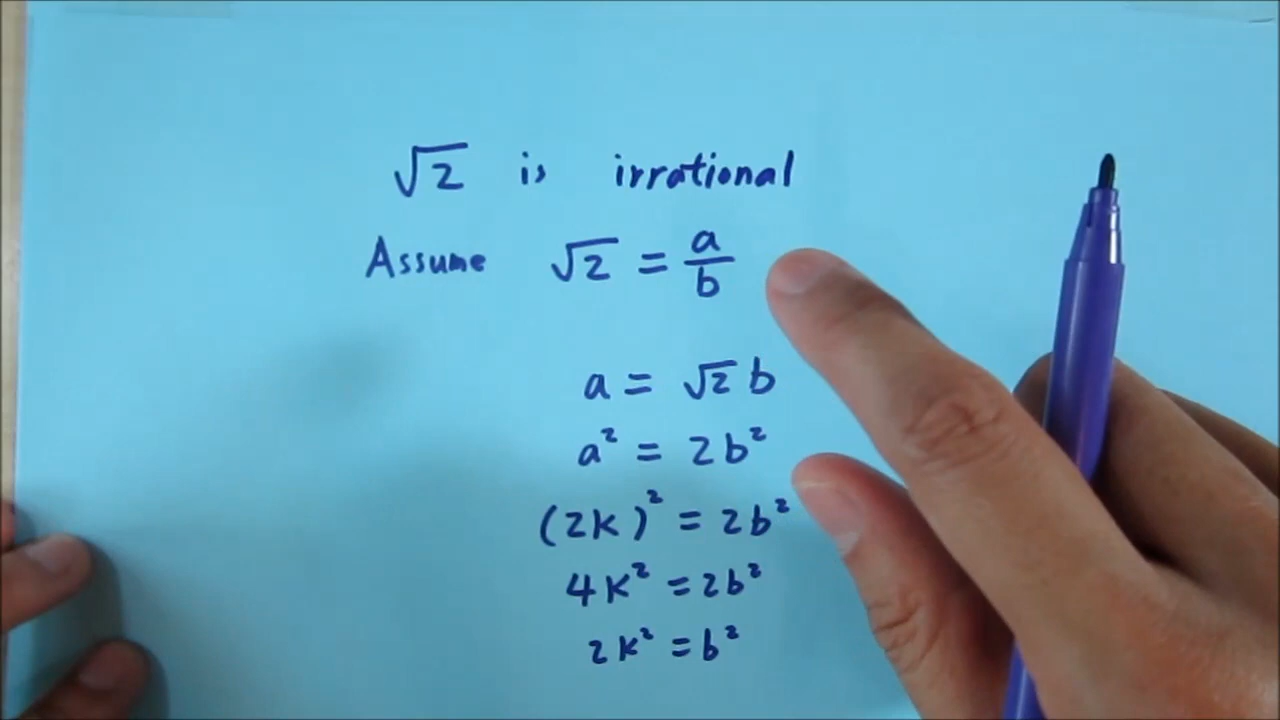 √2 is irrational
Assume √2 = a/b
a = √2 b
a² = 2b²
(2k)² = 2b²
4k² = 2b²
2k² = b²